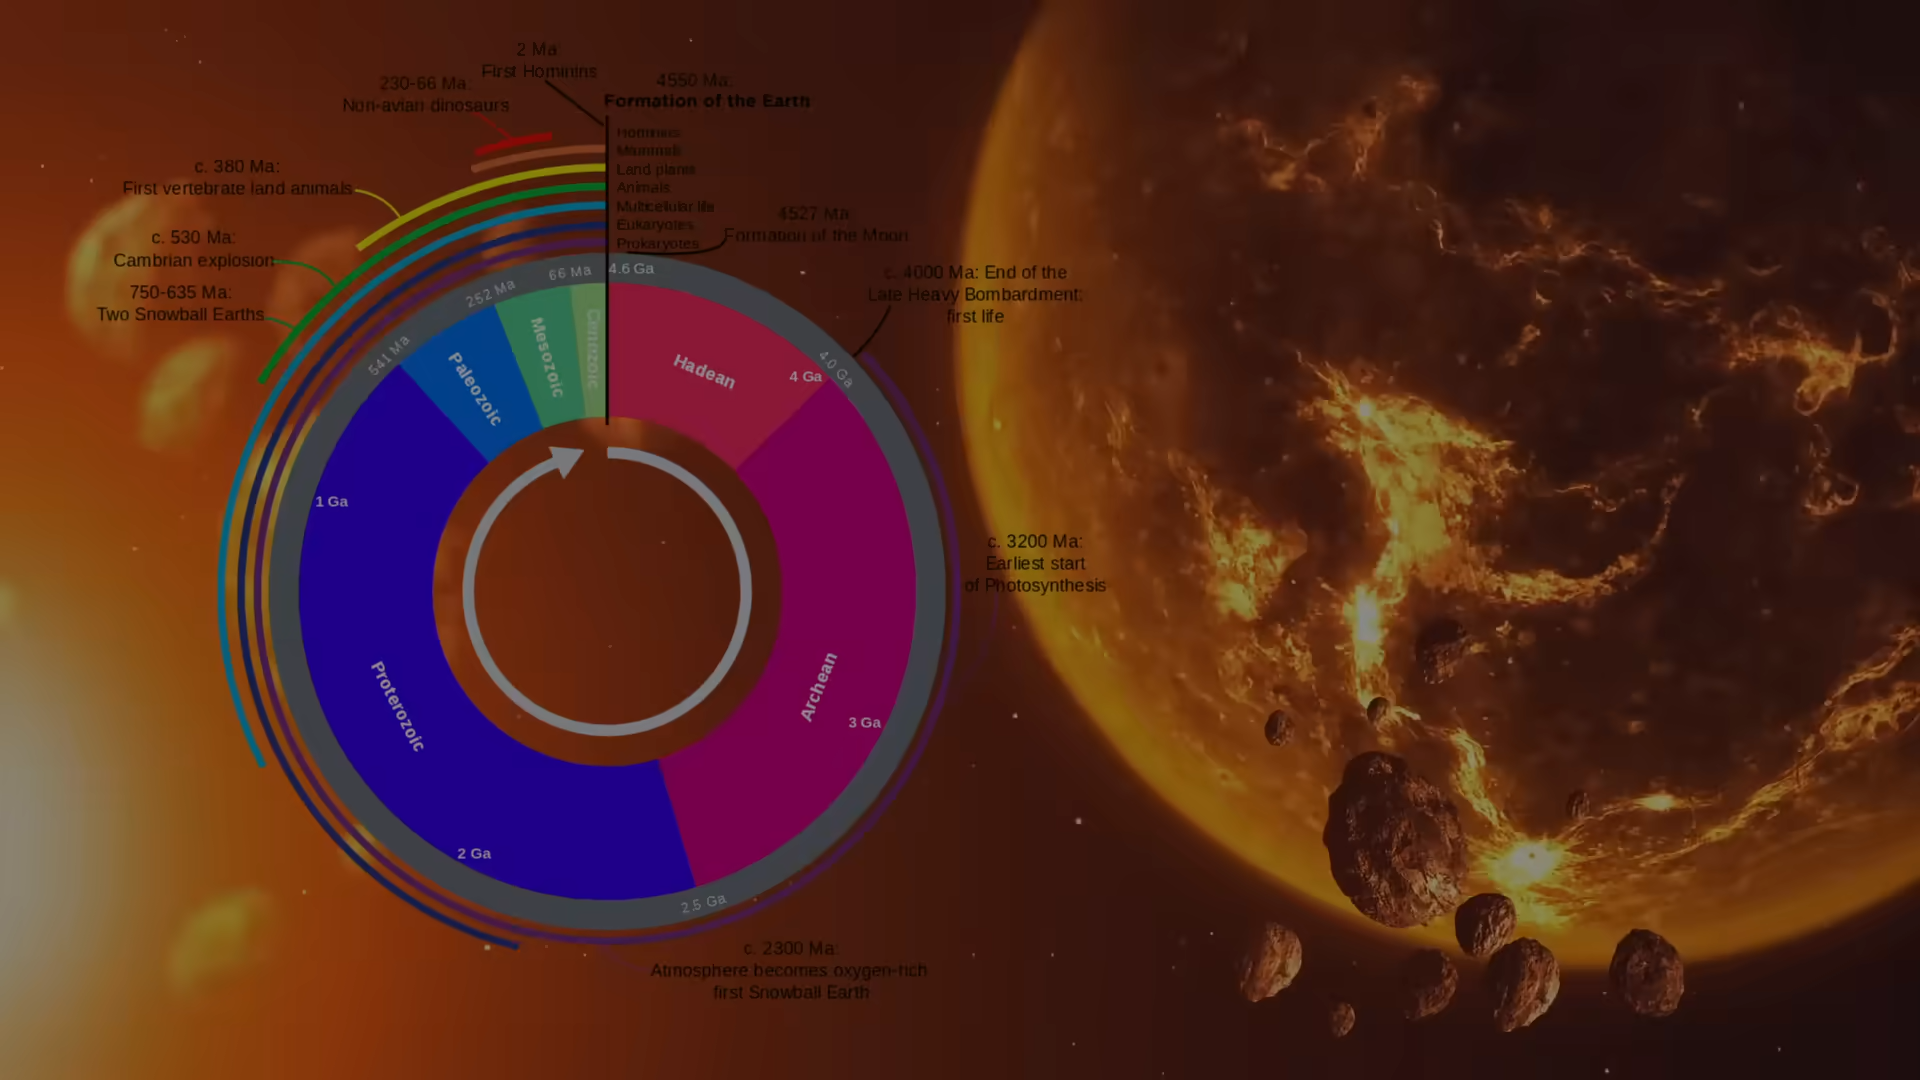 2 Ma:
First Hominins
230-66 Ma:
Non-avian dinosaurs
4550 Ma:
Formation of the Earth
Hominins
Mammals
Land plants
Animals
Multicellular life
Eukaryotes
Prokaryotes
c. 380 Ma:
First vertebrate land animals
c. 530 Ma:
Cambrian explosion
750-635 Ma:
Two Snowball Earths
4527 Ma:
Formation of the Moon
c. 4000 Ma: End of the
Late Heavy Bombardment;
first life
c. 3200 Ma:
Earliest start
of Photosynthesis
c. 2300 Ma:
Atmosphere becomes oxygen-rich
first Snowball Earth
4.6 Ga
4.0 Ga
2.5 Ga
541 Ma
252 Ma
66 Ma
Hadean
4 Ga
Archean
3 Ga
Proterozoic
2 Ga
1 Ga
Paleozoic
Mesozoic
Cenozoic